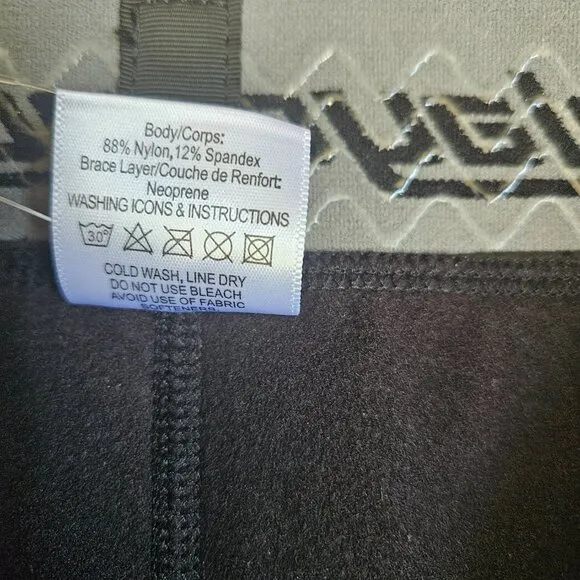 Body/Corps:
88% Nylon,12% Spandex
Brace Layer/Couche de Renfort:
Neoprene
WASHING ICONS & INSTRUCTIONS
30°
COLD WASH, LINE DRY
DO NOT USE BLEACH
AVOID USE OF FABRIC
SOFTENERS